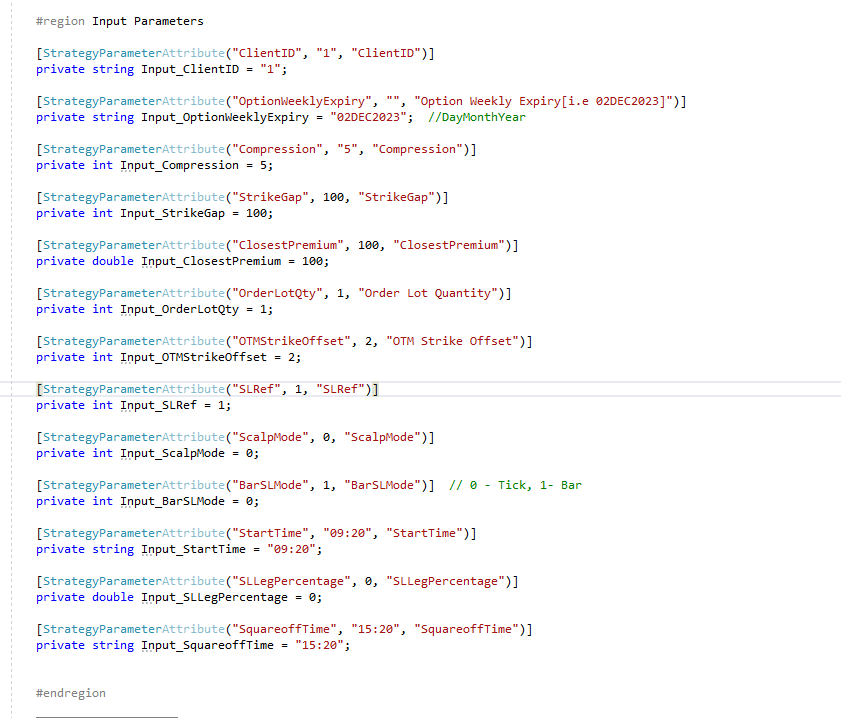 #region Input Parameters
[StrategyParameterAttribute("ClientID", "1", "ClientID")]
private string Input_ClientID = "1";
[StrategyParameterAttribute("OptionWeeklyExpiry", "", "Option Weekly Expiry[i.e 02DEC2023]")]
private string Input_OptionWeeklyExpiry = "02DEC2023";  //DayMonthYear
[StrategyParameterAttribute("Compression", "5", "Compression")]
private int Input_Compression = 5;
[StrategyParameterAttribute("StrikeGap", 100, "StrikeGap")]
private int Input_StrikeGap = 100;
[StrategyParameterAttribute("ClosestPremium", 100, "ClosestPremium")]
private double Input_ClosestPremium = 100;
[StrategyParameterAttribute("OrderLotQty", 1, "Order Lot Quantity")]
private int Input_OrderLotQty = 1;
[StrategyParameterAttribute("OTMStrikeOffset", 2, "OTM Strike Offset")]
private int Input_OTMStrikeOffset = 2;
[StrategyParameterAttribute("SLRef", 1, "SLRef")]
private int Input_SLRef = 1;
[StrategyParameterAttribute("ScalpMode", 0, "ScalpMode")]
private int Input_ScalpMode = 0;
[StrategyParameterAttribute("BarSLMode", 1, "BarSLMode")]  // 0 - Tick, 1- Bar
private int Input_BarSLMode = 0;
[StrategyParameterAttribute("StartTime", "09:20", "StartTime")]
private string Input_StartTime = "09:20";
[StrategyParameterAttribute("SLLegPercentage", 0, "SLLegPercentage")]
private double Input_SLLegPercentage = 0;
[StrategyParameterAttribute("SquareoffTime", "15:20", "SquareoffTime")]
private string Input_SquareoffTime = "15:20";
#endregion